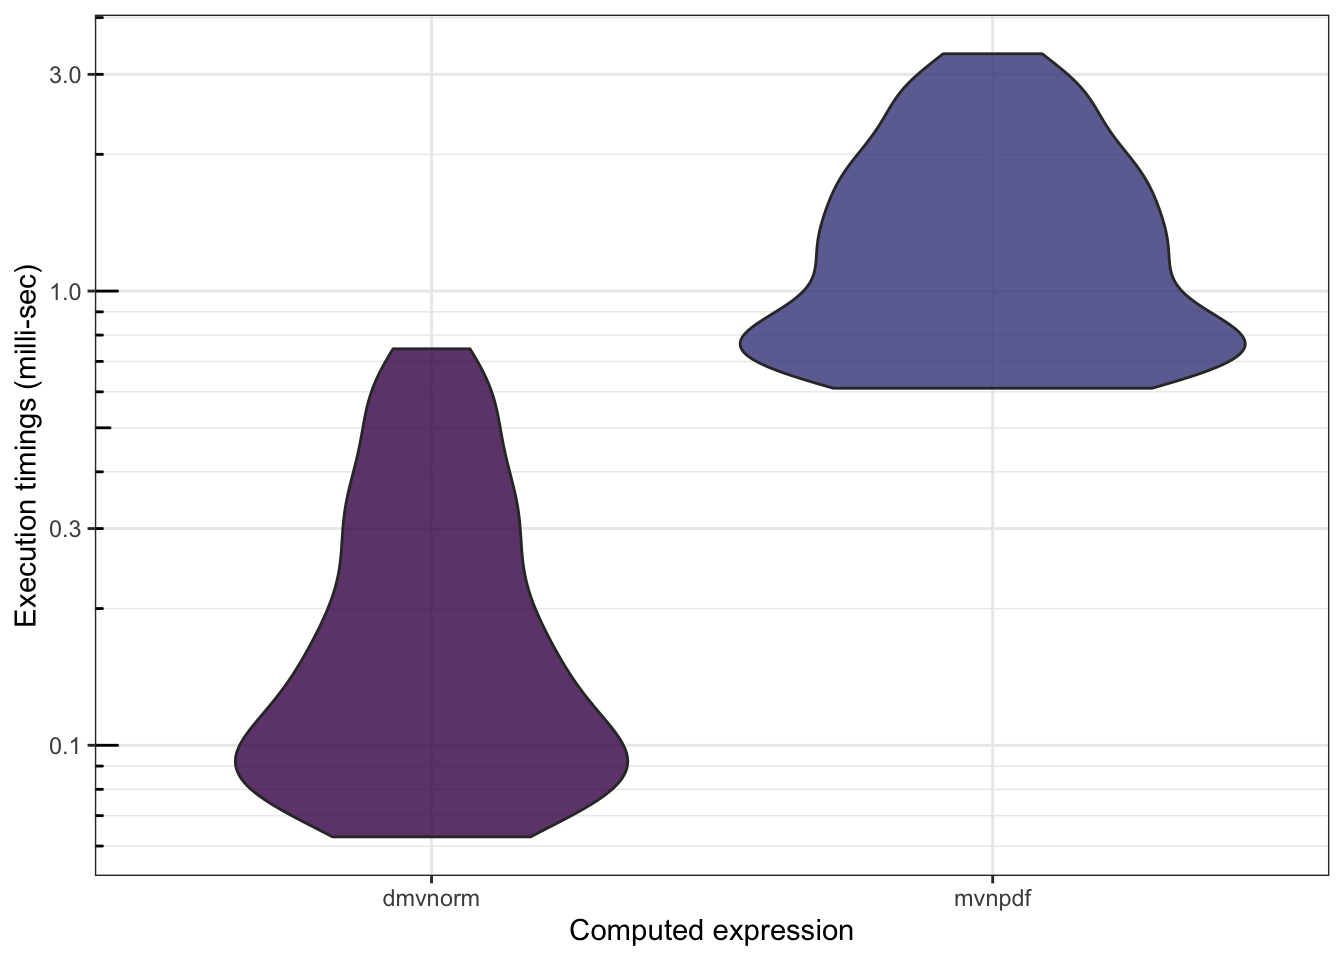 Execution timings (milli-sec)
3.0
1.0
0.3
0.1
dmvnorm
mvnpdf
Computed expression